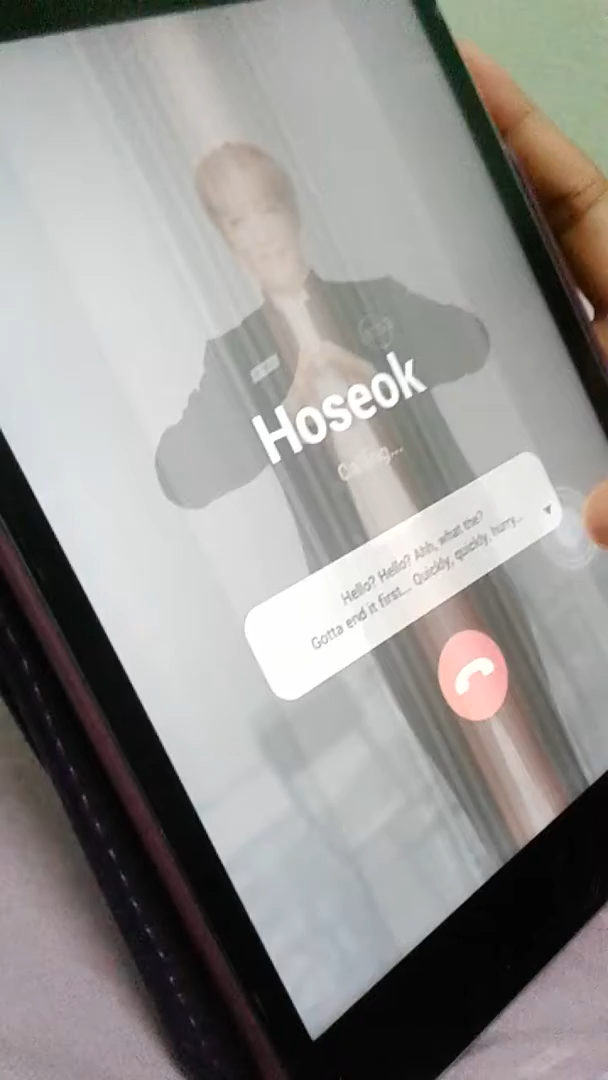 Hoseok
Calling...
Hello? Hello? Ahh, what the?
Gotta end it first... Quickly, quickly, hurry...